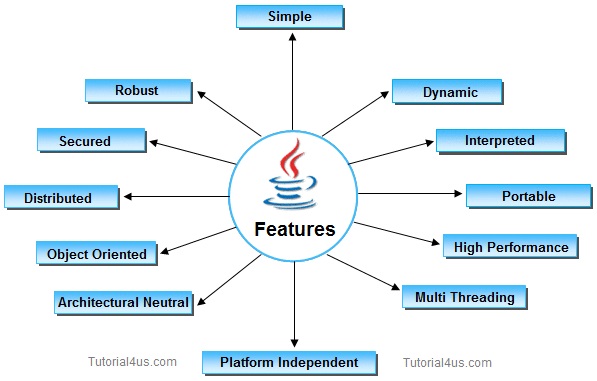 Simple
Robust
Dynamic
Secured
Interpreted
Distributed
Portable
Features
Object Oriented
High Performance
Architectural Neutral
Multi Threading
Tutorial4us.com
Platform Independent
Tutorial4us.com